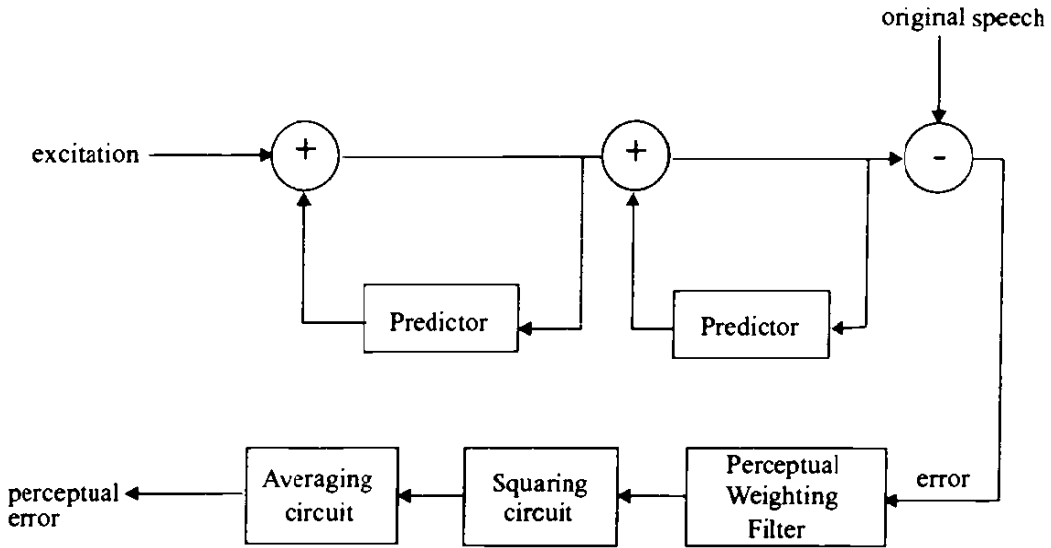 original speech
excitation
+
+
-
Predictor
Predictor
perceptual
error
Averaging
circuit
Squaring
circuit
Perceptual
Weighting
Filter
error